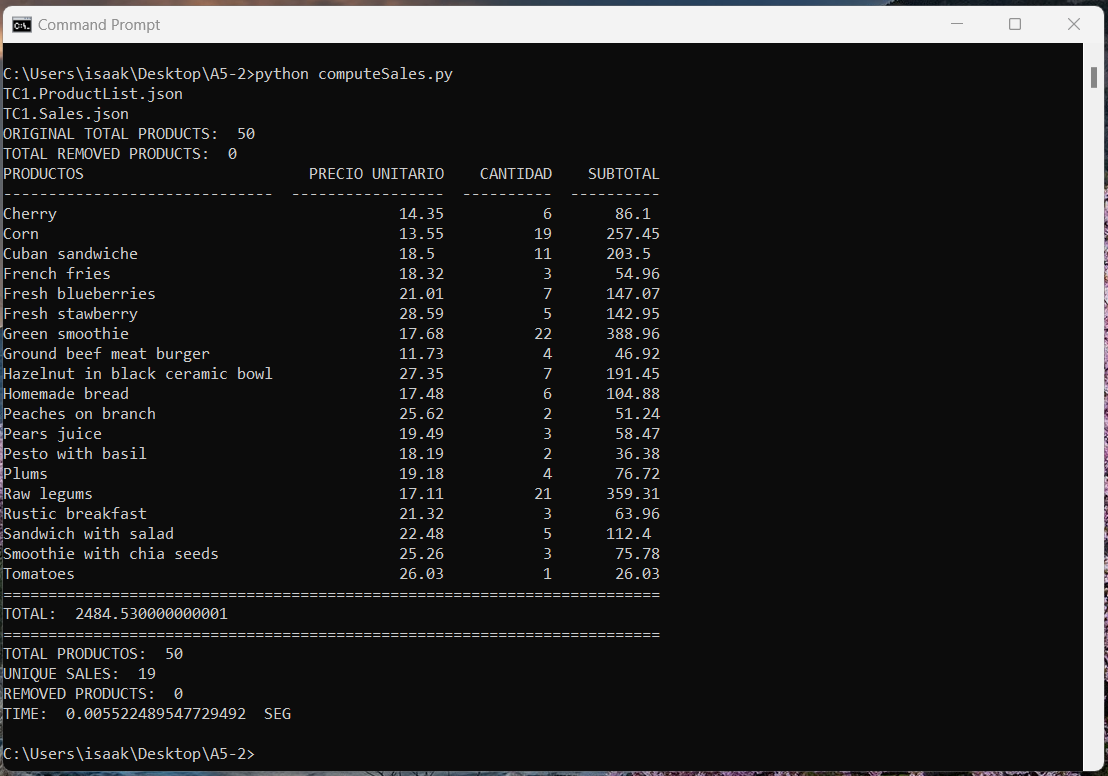 Command Prompt
C:\Users\isaak\Desktop\A5-2>python computeSales.py
TC1.ProductList.json
TC1.Sales.json
ORIGINAL TOTAL PRODUCTS:  50
TOTAL REMOVED PRODUCTS:  0
PRODUCTOS                         PRECIO UNITARIO    CANTIDAD    SUBTOTAL
------------------------------  -----------------  ----------  ----------
Cherry                                      14.35           6       86.1
Corn                                        13.55          19      257.45
Cuban sandwiche                             18.5           11      203.5
French fries                                18.32           3       54.96
Fresh blueberries                           21.01           7      147.07
Fresh stawberry                             28.59           5      142.95
Green smoothie                              17.68          22      388.96
Ground beef meat burger                     11.73           4       46.92
Hazelnut in black ceramic bowl              27.35           7      191.45
Homemade bread                              17.48           6      104.88
Peaches on branch                           25.62           2       51.24
Pears juice                                 19.49           3       58.47
Pesto with basil                            18.19           2       36.38
Plums                                       19.18           4       76.72
Raw legums                                  17.11          21      359.31
Rustic breakfast                            21.32           3       63.96
Sandwich with salad                         22.48           5      112.4
Smoothie with chia seeds                    25.26           3       75.78
Tomatoes                                    26.03           1       26.03
=========================================================================
TOTAL:  2484.530000000001
=========================================================================
TOTAL PRODUCTOS:  50
UNIQUE SALES:  19
REMOVED PRODUCTS:  0
TIME:  0.005522489547729492  SEG
C:\Users\isaak\Desktop\A5-2>